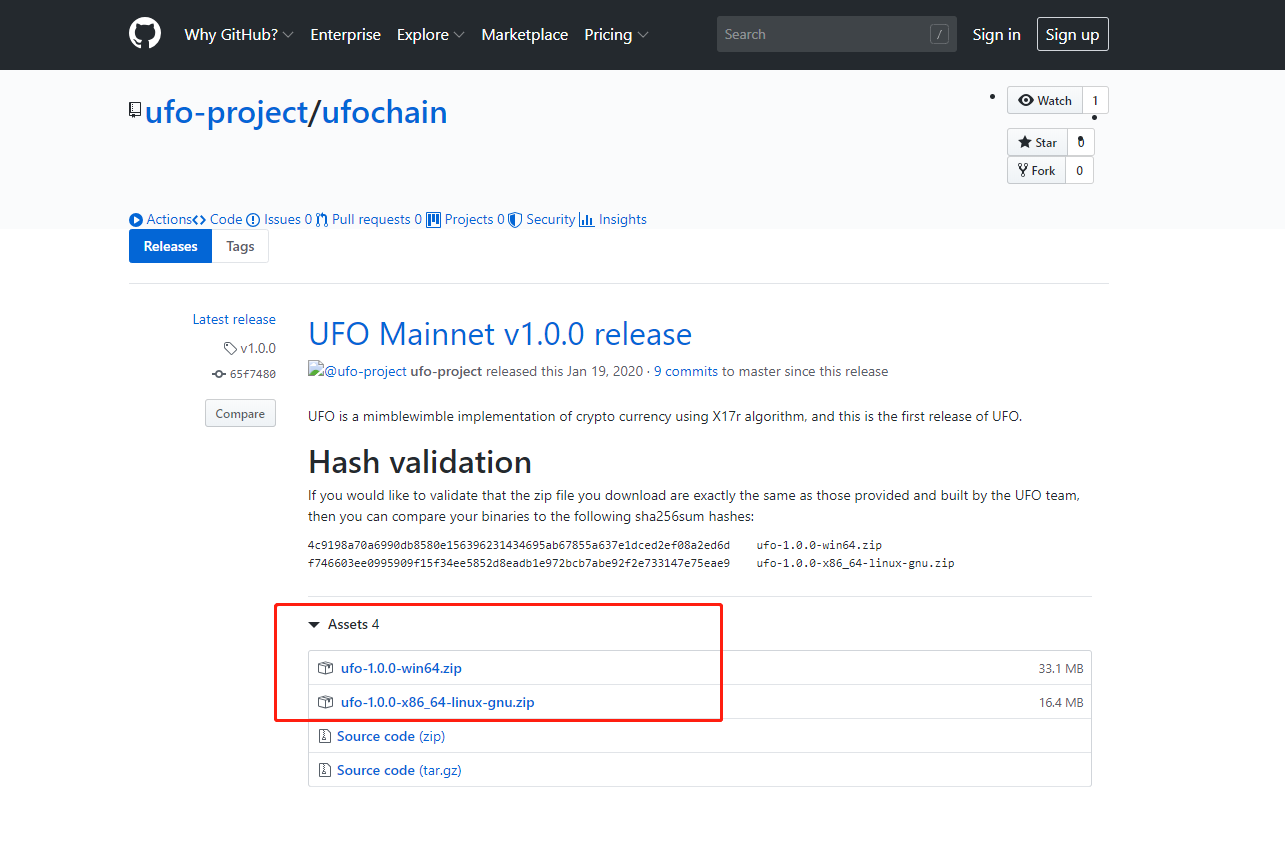 Why GitHub? Enterprise Explore Marketplace Pricing Search / Sign in Sign up
ufo-project/ufochain
Watch 1
Star 0
Fork 0
Actions Code Issues 0 Pull requests 0 Projects 0 Security Insights
Releases Tags
Latest release
v1.0.0
65f7480
Compare
UFO Mainnet v1.0.0 release
@ufo-project ufo-project released this Jan 19, 2020 · 9 commits to master since this release
UFO is a mimblewimble implementation of crypto currency using X17r algorithm, and this is the first release of UFO.
Hash validation
If you would like to validate that the zip file you download are exactly the same as those provided and built by the UFO team,
then you can compare your binaries to the following sha256sum hashes:
4c9198a70a6990db8580e156396231434695ab67855a637e1dced2ef08a2ed6d ufo-1.0.0-win64.zip
f746603ee0995909f15f34ee5852d8eadb1e972bcb7abe92f2e733147e75eae9 ufo-1.0.0-x86_64-linux-gnu.zip
Assets 4
ufo-1.0.0-win64.zip 33.1 MB
ufo-1.0.0-x86_64-linux-gnu.zip 16.4 MB
Source code (zip)
Source code (tar.gz)